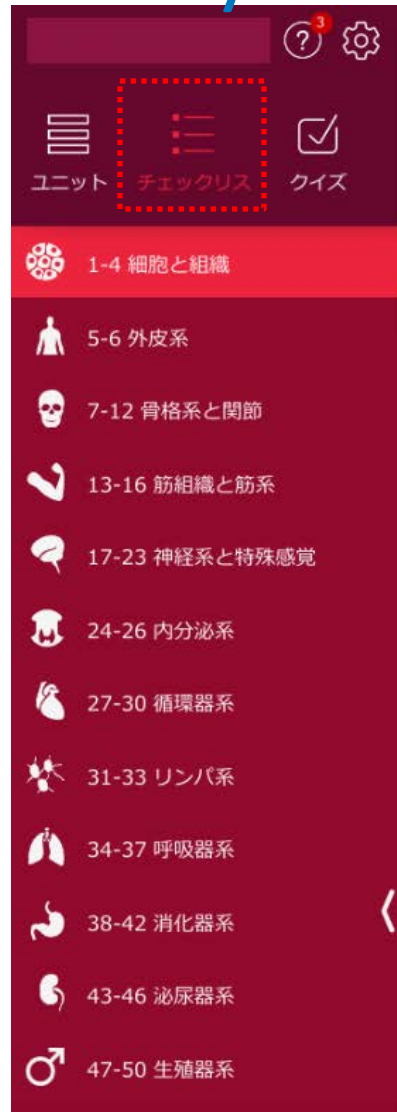 3
ユニット
チェックリス
クイズ
1-4 細胞と組織
5-6 外皮系
7-12 骨格系と関節
13-16 筋組織と筋系
17-23 神経系と特殊感覚
24-26 内分泌系
27-30 循環器系
31-33 リンパ系
34-37 呼吸器系
38-42 消化器系
43-46 泌尿器系
47-50 生殖器系